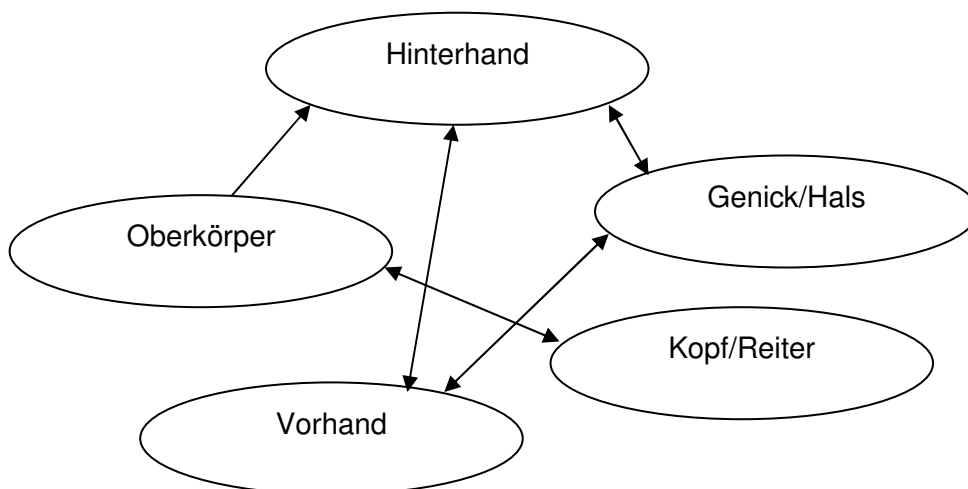 Hinterhand
Genick/Hals
Oberkörper
Kopf/Reiter
Vorhand